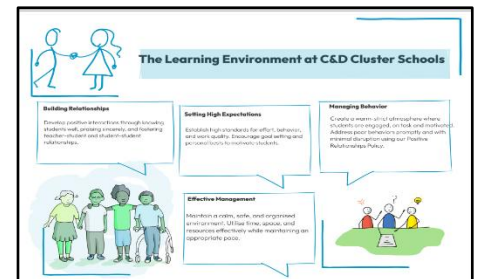 The Learning Environment at C&D Cluster Schools
Building Relationships
Develop positive interactions through knowing
students well, praising sincerely, and fostering
teacher-student and student-student
relationships.
Setting High Expectations
Establish high standards for effort, behavior,
and work quality. Encourage goal setting and
personal bests to motivate students.
Managing Behavior
Create a warm-strict atmosphere where
students are engaged, on task and motivated.
Address poor behaviors promptly and with
minimal disruption using our Positive
Relationships Policy.
Effective Management
Maintain a calm, safe, and organised
environment. Utilise time, space, and
resources effectively while maintaining an
appropriate pace.